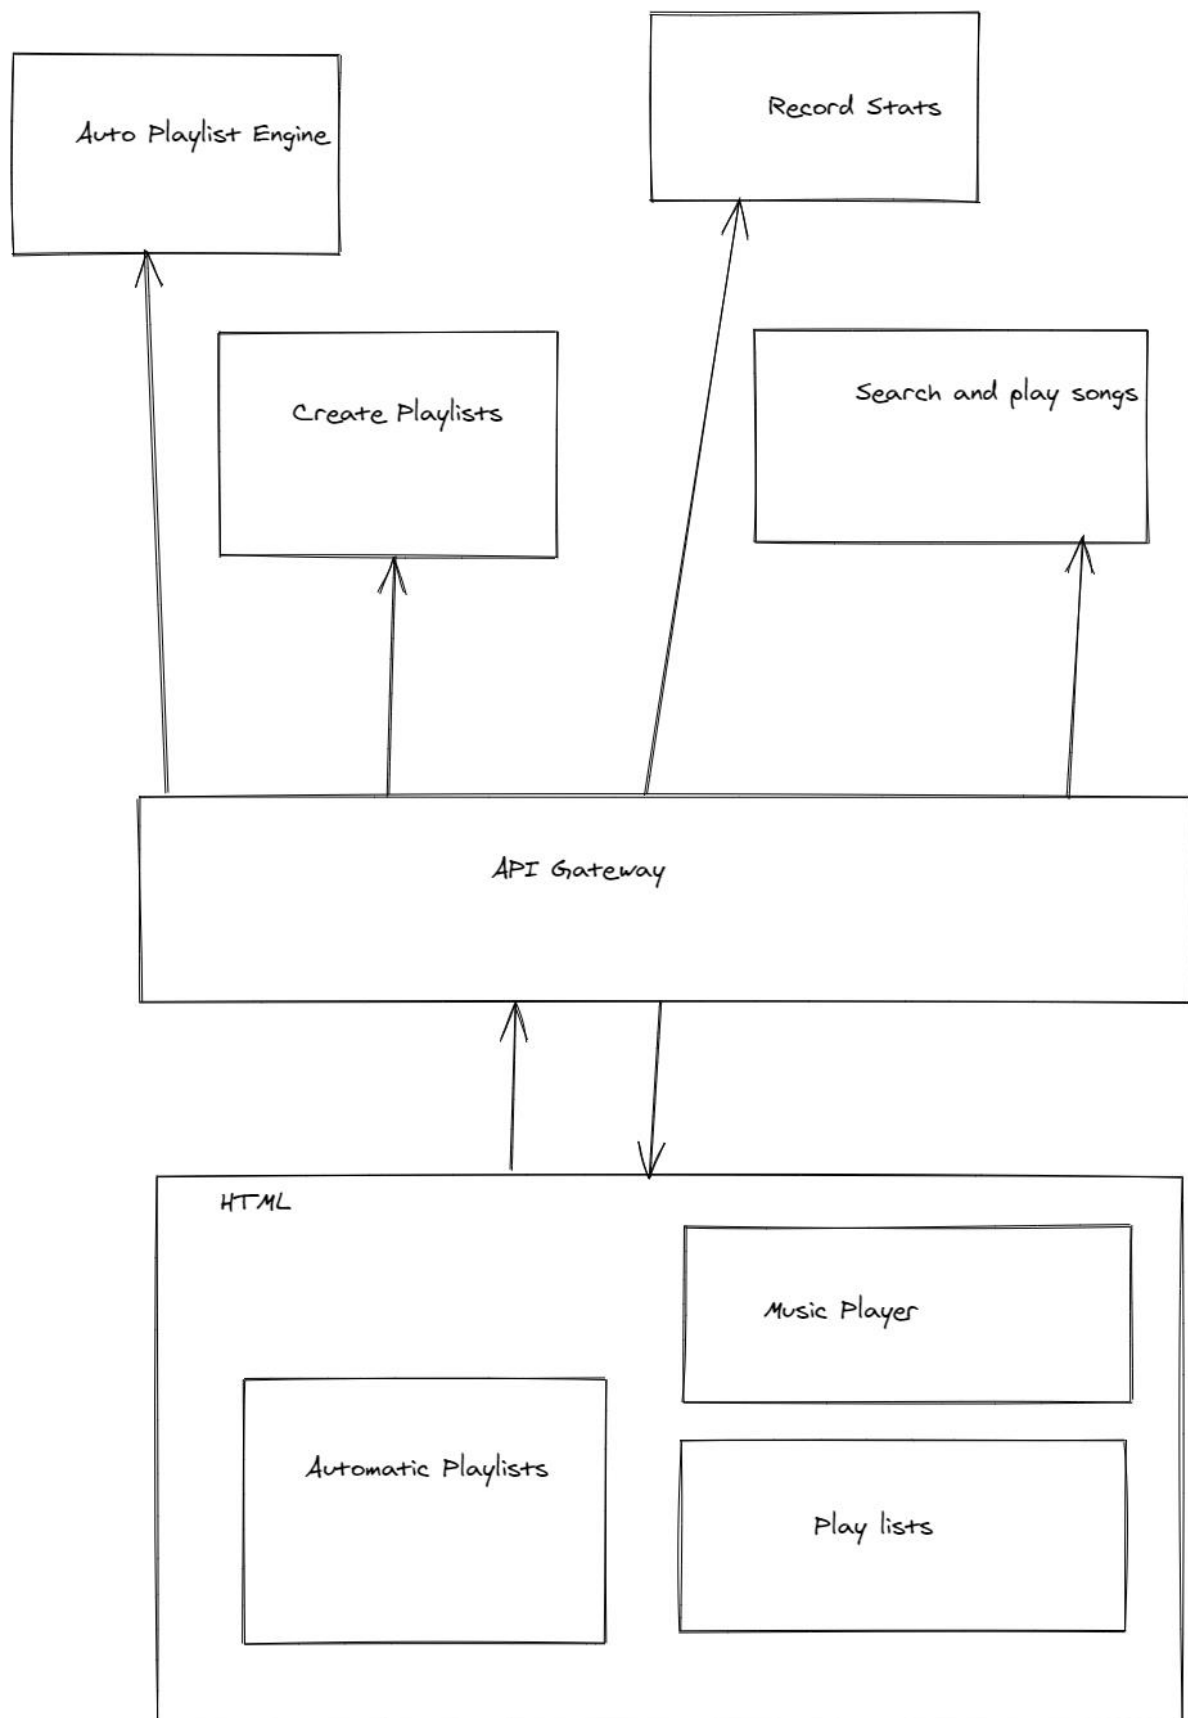 Record Stats
Auto Playlist Engine
Search and play songs
Create Playlists
API Gateway
HTML
Music Player
Automatic Playlists
Play lists